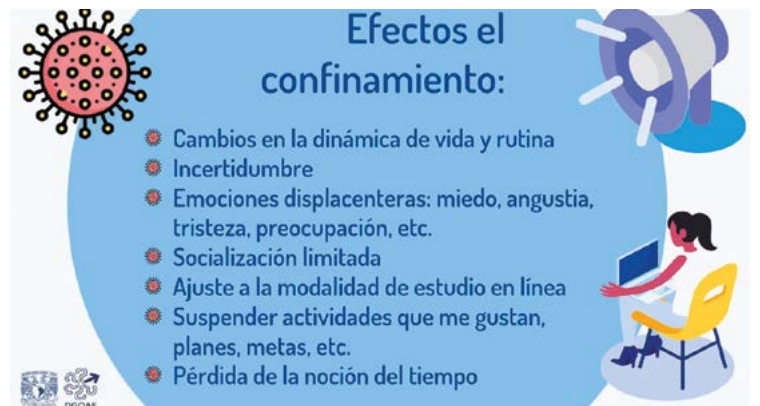 Efectos el
confinamiento:
Cambios en la dinámica de vida y rutina
Incertidumbre
Emociones displacenteras: miedo, angustia,
tristeza, preocupación, etc.
Socialización limitada
Ajuste a la modalidad de estudio en línea
Suspender actividades que me gustan,
planes, metas, etc.
Pérdida de la noción del tiempo